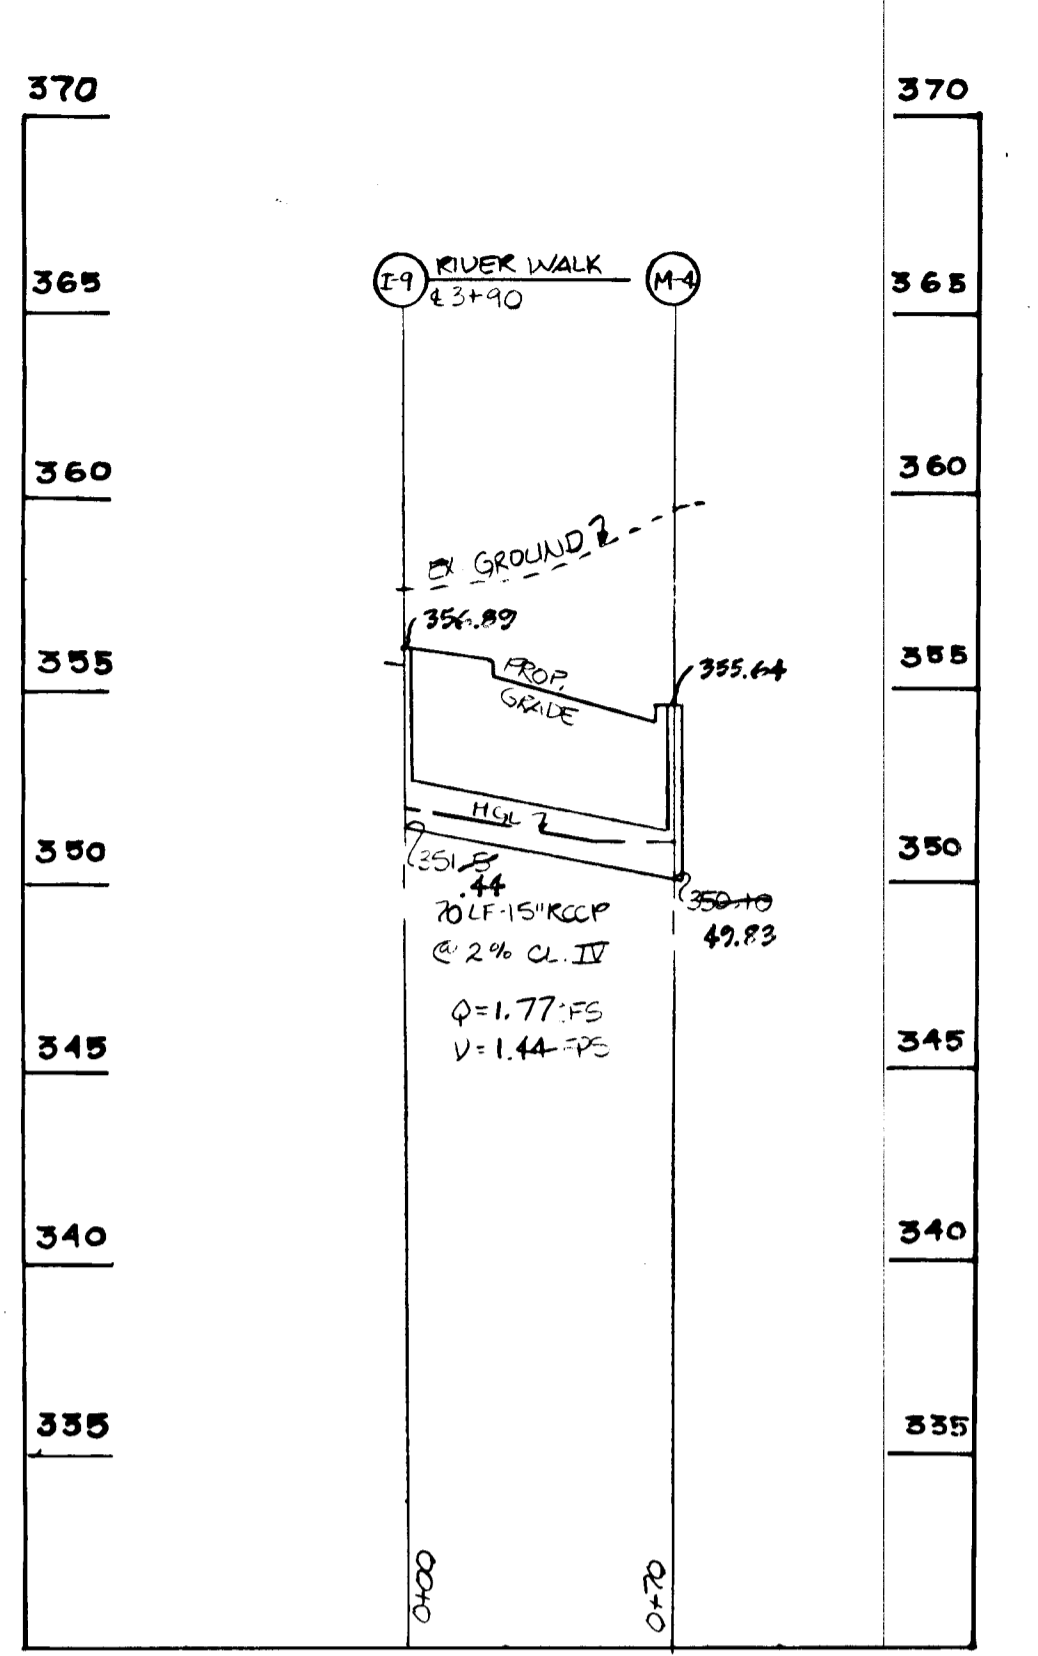 370 370
I-9 RIVER WALK M-4
365 ℄ 3+90 365
360 360
EX GROUND
356.89
355 PROP. 355.64 355
GRADE
HGL
350 351.5 350
.44 350.10
70 LF-15" RCCP 49.83
@ 2% CL. IV
Q=1.77 CFS
345 V=1.44 FPS 345
340 340
335 335
0+00 0+70